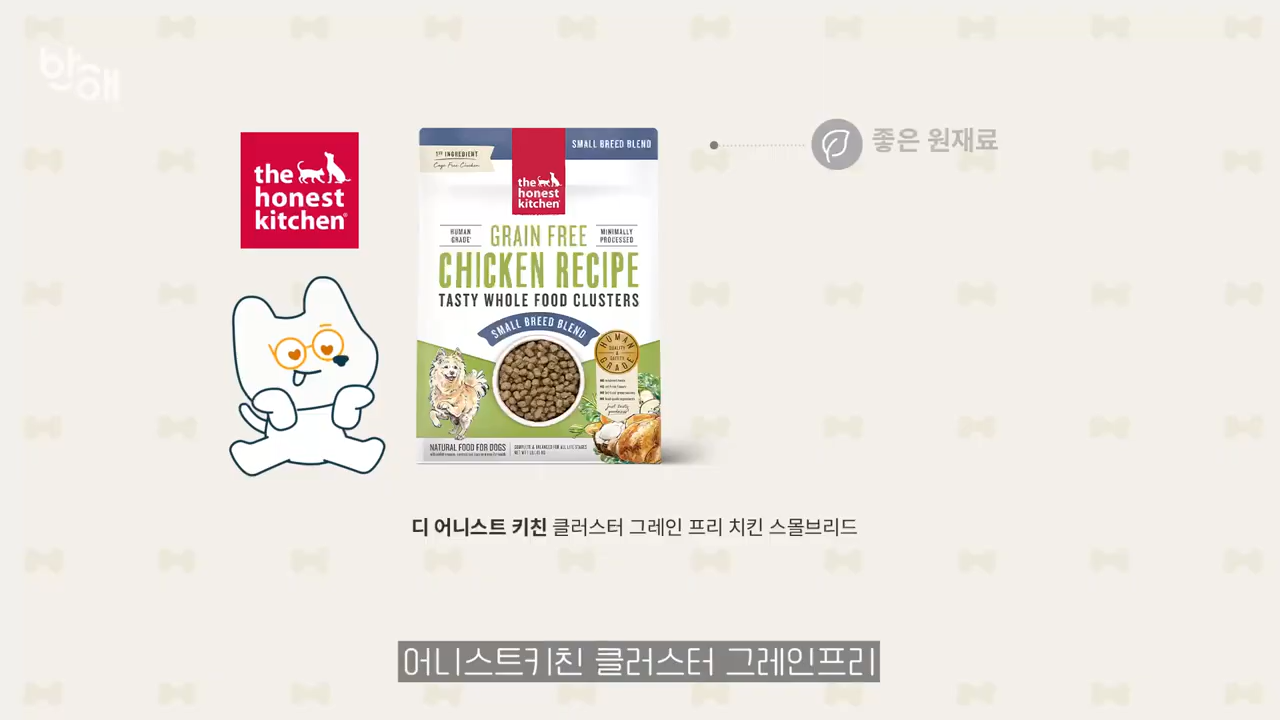 반해
the
honest
kitchen
1ST INGREDIENT
Cage Free Chicken
SMALL BREED BLEND
the
honest
kitchen
HUMAN
GRADE
GRAIN FREE
MINIMALLY
PROCESSED
CHICKEN RECIPE
TASTY WHOLE FOOD CLUSTERS
SMALL BREED BLEND
HUMAN
QUALITY
&
SAFETY
GRADE
NATURAL FOOD FOR DOGS
COMPLETE & BALANCED FOR ALL LIFE STAGES
좋은 원재료
디 어니스트 키친 클러스터 그레인 프리 치킨 스몰브리드
어니스트키친 클러스터 그레인프리